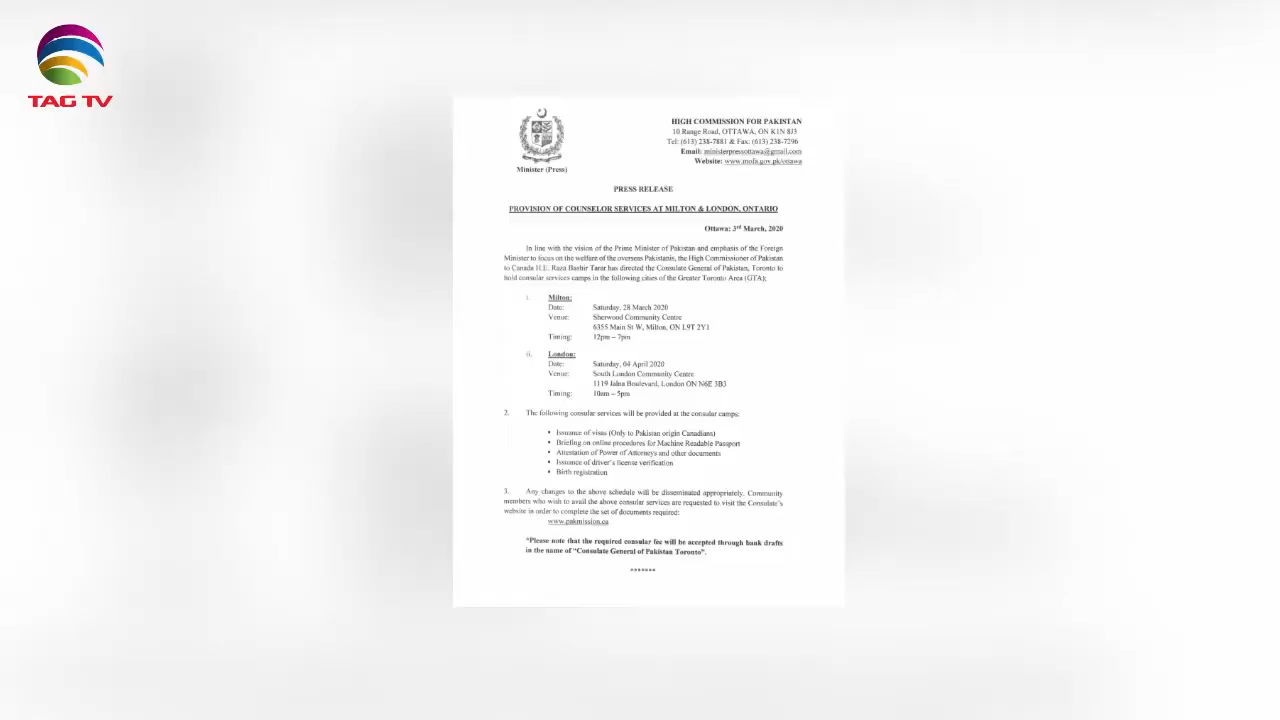 TAG TV
HIGH COMMISSION FOR PAKISTAN
10 Range Road, OTTAWA, ON K1N 8J3
Tel: (613) 238-7881 & Fax: (613) 238-7296
Email: ministerpressottawa@gmail.com
Website: www.mofa.gov.pk/ottawa
Minister (Press)
PRESS RELEASE
PROVISION OF COUNSELOR SERVICES AT MILTON & LONDON, ONTARIO
Ottawa: 3rd March, 2020
In line with the vision of the Prime Minister of Pakistan and emphasis of the Foreign
Minister to focus on the welfare of the overseas Pakistanis, the High Commissioner of Pakistan
to Canada H.E. Raza Bashir Tarar has directed the Consulate General of Pakistan, Toronto to
hold consular services camps in the following cities of the Greater Toronto Area (GTA);
i. Milton:
Date: Saturday, 28 March 2020
Venue: Sherwood Community Centre
6355 Main St W, Milton, ON L9T 2Y1
Timing: 12pm – 7pm
ii. London:
Date: Saturday, 04 April 2020
Venue: South London Community Centre
1119 Jalna Boulevard, London ON N6E 3B3
Timing: 10am – 5pm
2. The following consular services will be provided at the consular camps:
• Issuance of visas (Only to Pakistan origin Canadians)
• Briefing on online procedures for Machine Readable Passport
• Attestation of Power of Attorneys and other documents
• Issuance of driver's license verification
• Birth registration
3. Any changes to the above schedule will be disseminated appropriately. Community
members who wish to avail the above consular services are requested to visit the Consulate's
website in order to complete the set of documents required:
www.pakmission.ca
*Please note that the required consular fee will be accepted through bank drafts
in the name of "Consulate General of Pakistan Toronto".
*******